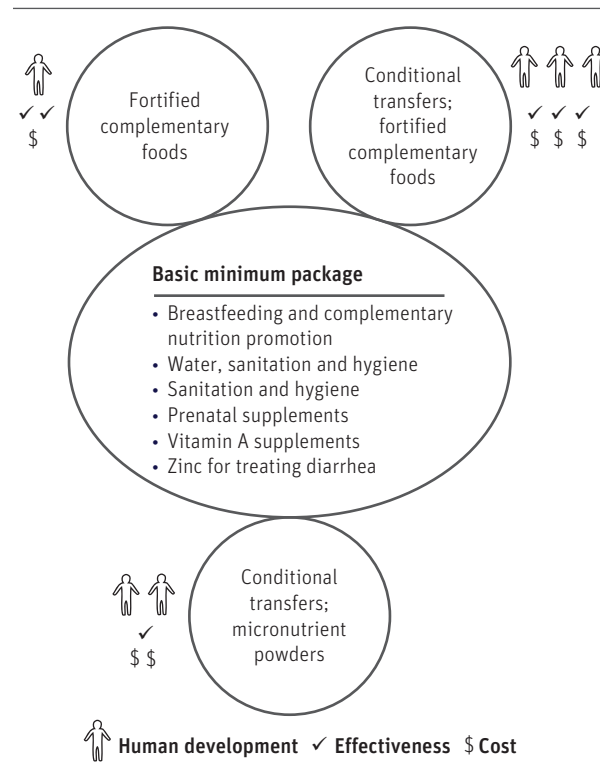 Fortified
complementary
foods
✓ ✓
$
Conditional
transfers;
fortified
complementary
foods
✓ ✓ ✓
$ $ $
Basic minimum package
• Breastfeeding and complementary
nutrition promotion
• Water, sanitation and hygiene
• Sanitation and hygiene
• Prenatal supplements
• Vitamin A supplements
• Zinc for treating diarrhea
Conditional
transfers;
micronutrient
powders
✓
$ $
Human development ✓ Effectiveness $ Cost